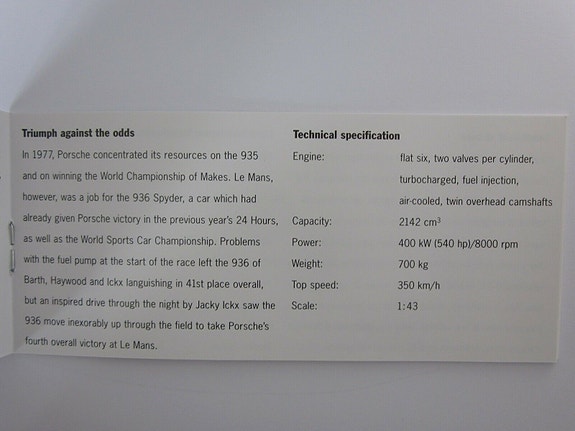 Triumph against the odds
In 1977, Porsche concentrated its resources on the 935
and on winning the World Championship of Makes. Le Mans,
however, was a job for the 936 Spyder, a car which had
already given Porsche victory in the previous year's 24 Hours,
as well as the World Sports Car Championship. Problems
with the fuel pump at the start of the race left the 936 of
Barth, Haywood and Ickx languishing in 41st place overall,
but an inspired drive through the night by Jacky Ickx saw the
936 move inexorably up through the field to take Porsche's
fourth overall victory at Le Mans.
Technical specification
Engine: flat six, two valves per cylinder,
turbocharged, fuel injection,
air-cooled, twin overhead camshafts
Capacity: 2142 cm³
Power: 400 kW (540 hp)/8000 rpm
Weight: 700 kg
Top speed: 350 km/h
Scale: 1:43